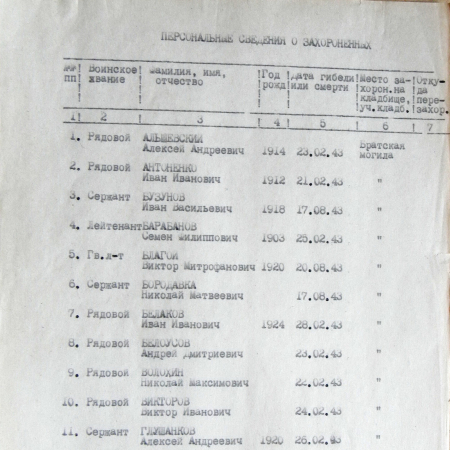 ПЕРСОНАЛЬНЫЕ СВЕДЕНИЯ О ЗАХОРОНЕННЫХ
№№ пп ! Воинское звание ! Фамилия, имя, отчество ! Год рожд ! Дата гибели или смерти ! Место захорон.на кладбище, уч.кладб. ! Отку-да пере-захор.
1 ! 2 ! 3 ! 4 ! 5 ! 6 ! 7
1. Рядовой АЛЬШЕВСКИЙ Братская
Алексей Андреевич 1914 23.02.43 могила
2. Рядовой АНТОНЕНКО
Иван Иванович 1912 21.02.43 "
3. Сержант БУЗУНОВ
Иван Васильевич 1918 17.08.43 "
4. Лейтенант БАРАБАНОВ
Семен Филиппович 1903 25.02.43 "
5. Гв.л-т БЛАГОЙ
Виктор Митрофанович 1920 20.08.43 "
6. Сержант БОРОДАВКА
Николай Матвеевич 17.08.43 "
7. Рядовой БЕЛАКОВ
Иван Иванович 1924 28.02.43 "
8. Рядовой БЕЛОУСОВ
Андрей Дмитриевич 23.02.43 "
9. Рядовой ВОЛОДИН
Николай Максимович 22.02.43 "
10. Рядовой ВИКТОРОВ
Виктор Иванович 24.02.43 "
11. Сержант ГЛУШАНКОВ
Алексей Андреевич 1920 26.02.43 "